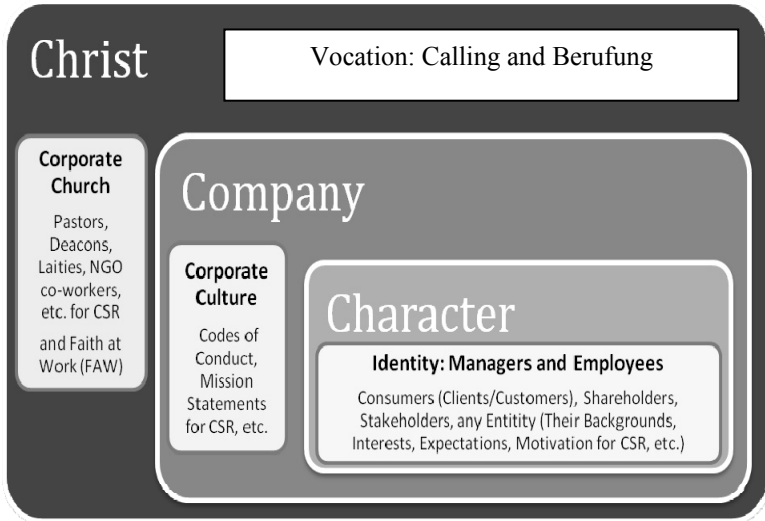 Christ
Vocation: Calling and Berufung
Corporate
Church
Pastors,
Deacons,
Laities, NGO
co-workers,
etc. for CSR
and Faith at
Work (FAW)
Company
Corporate
Culture
Codes of
Conduct,
Mission
Statements
for CSR, etc.
Character
Identity: Managers and Employees
Consumers (Clients/Customers), Shareholders,
Stakeholders, any Entitity (Their Backgrounds,
Interests, Expectations, Motivation for CSR, etc.)